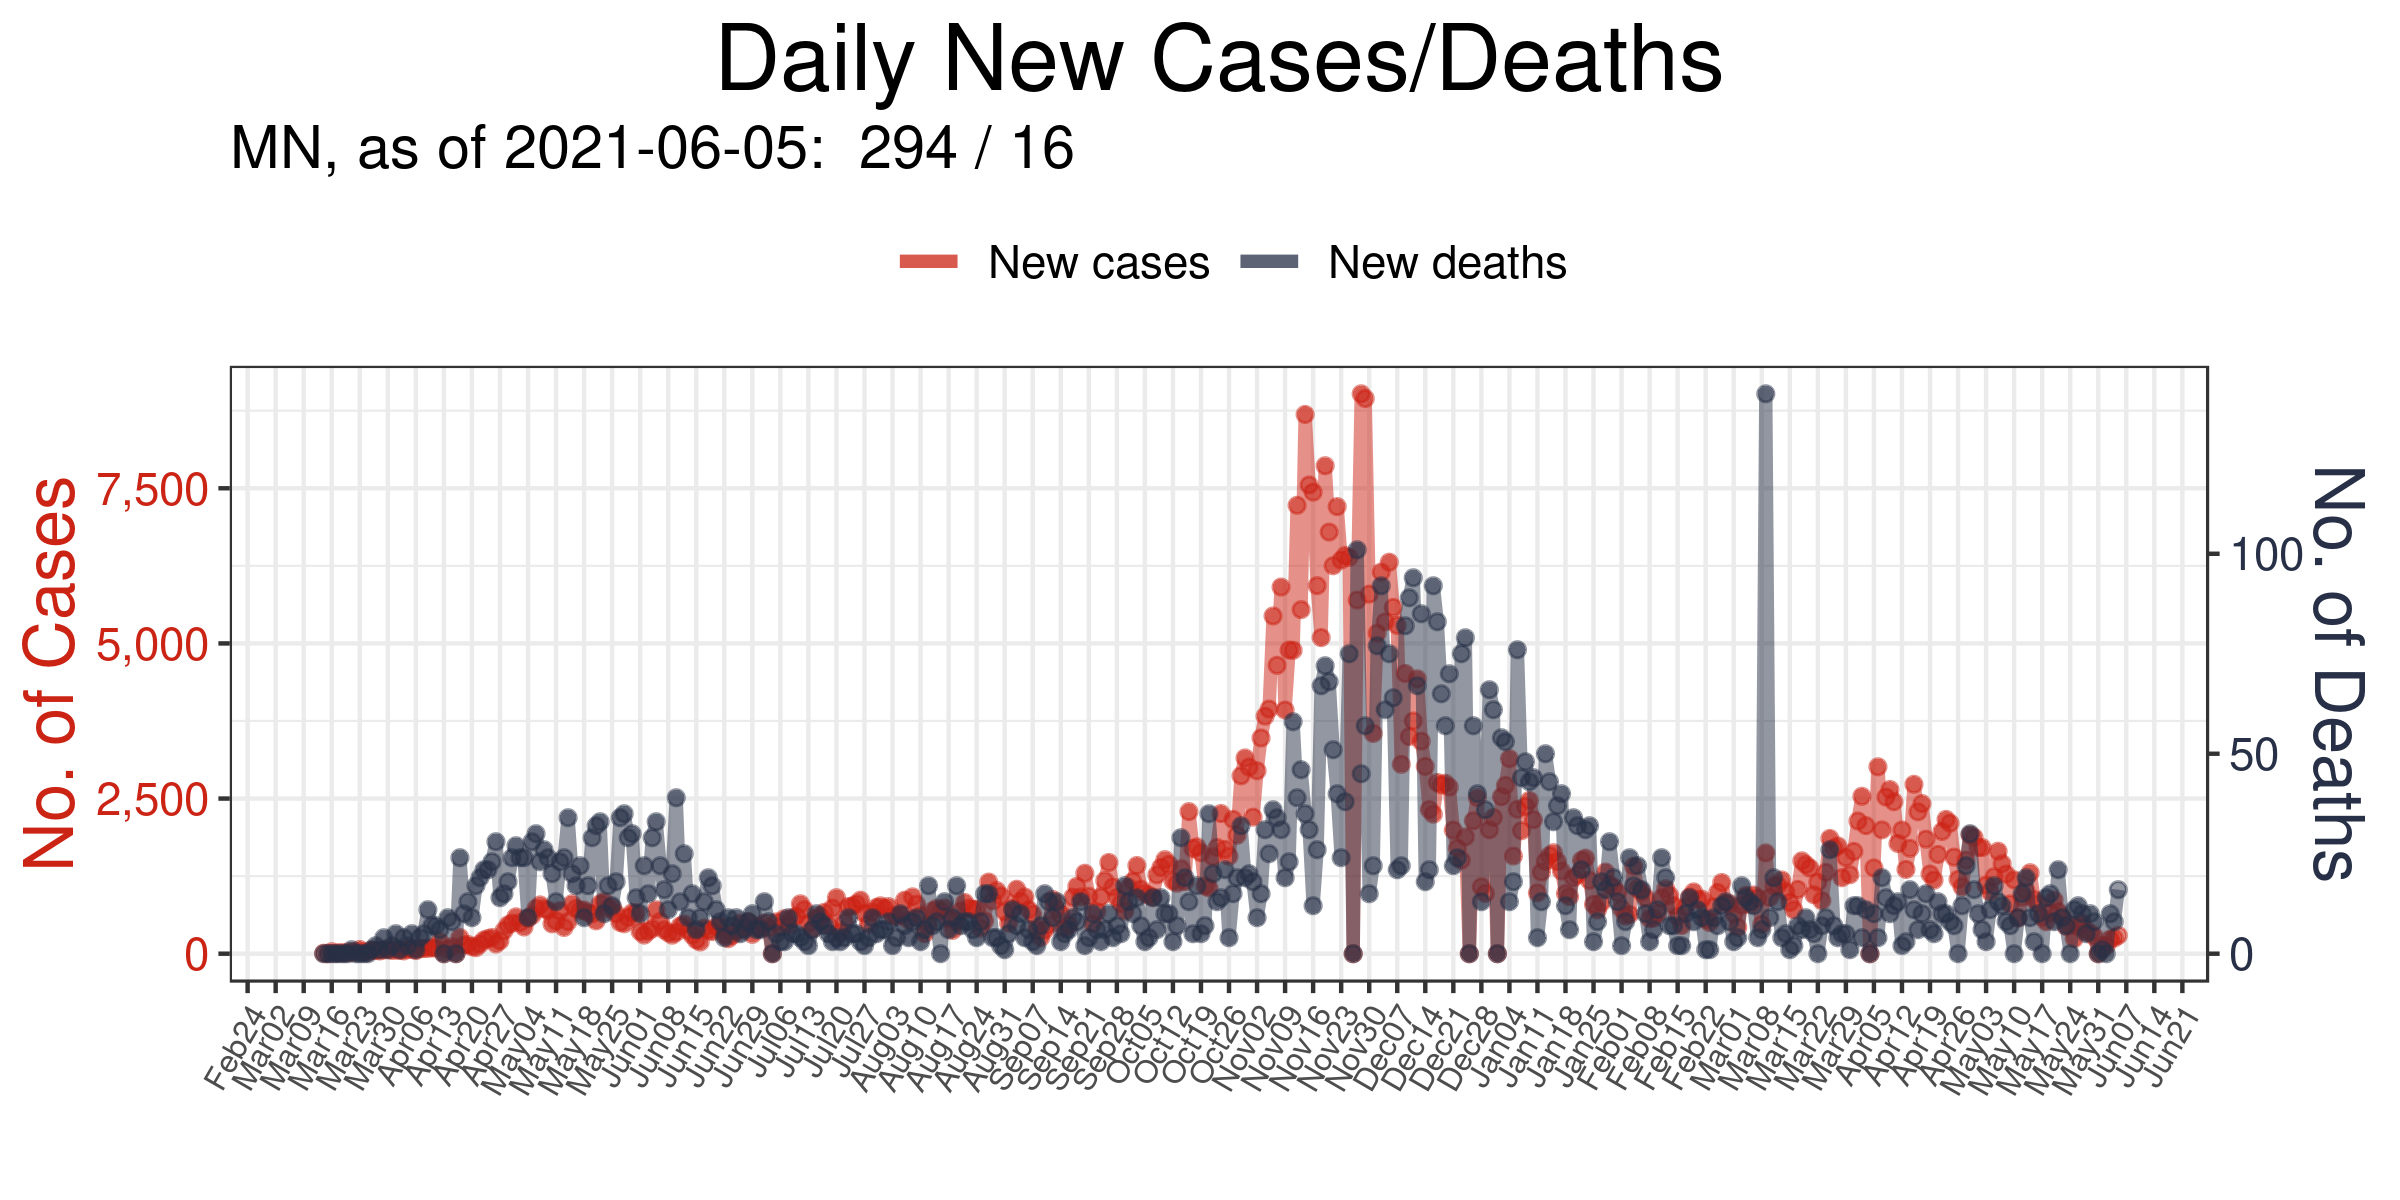 Daily New Cases/Deaths
MN, as of 2021-06-05:  294 / 16
New cases
New deaths
No. of Cases
7,500
5,000
2,500
0
100
50
0
No. of Deaths
Feb24
Mar02
Mar09
Mar16
Mar23
Mar30
Apr06
Apr13
Apr20
Apr27
May04
May11
May18
May25
Jun01
Jun08
Jun15
Jun22
Jun29
Jul06
Jul13
Jul20
Jul27
Aug03
Aug10
Aug17
Aug24
Aug31
Sep07
Sep14
Sep21
Sep28
Oct05
Oct12
Oct19
Oct26
Nov02
Nov09
Nov16
Nov23
Nov30
Dec07
Dec14
Dec21
Dec28
Jan04
Jan11
Jan18
Jan25
Feb01
Feb08
Feb15
Feb22
Mar01
Mar08
Mar15
Mar22
Mar29
Apr05
Apr12
Apr19
Apr26
May03
May10
May17
May24
May31
Jun07
Jun14
Jun21